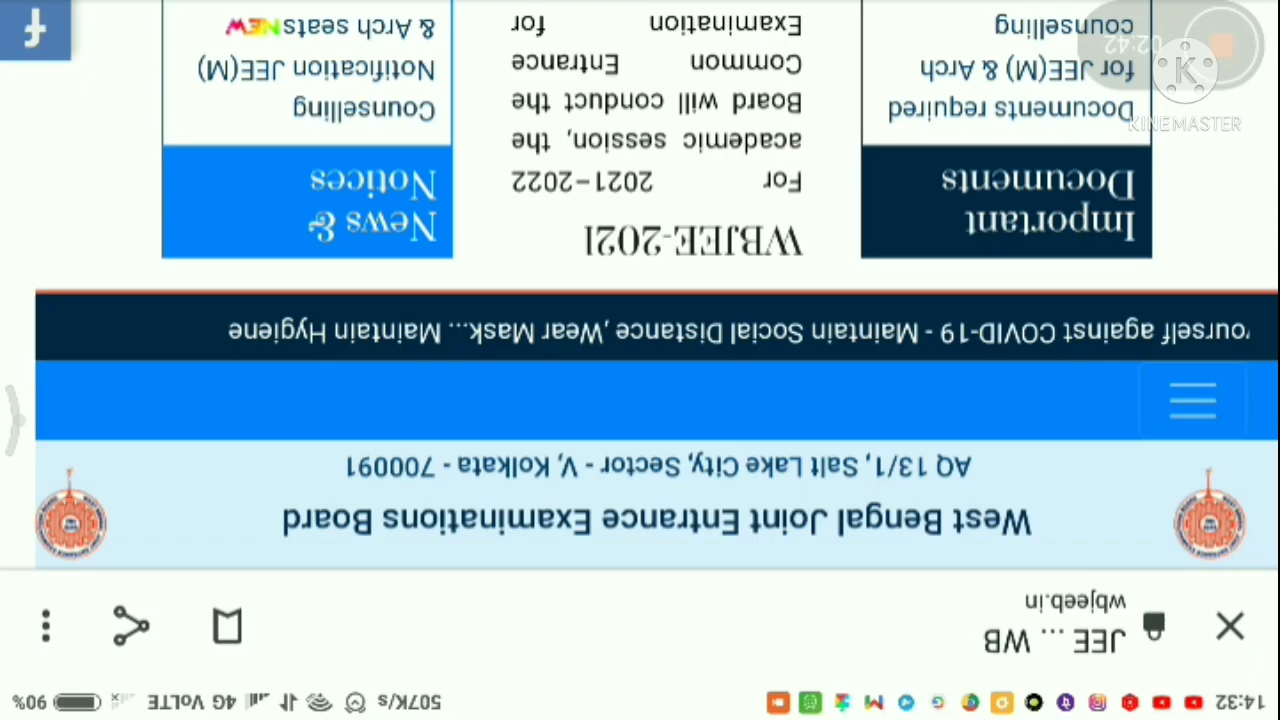 14:32
507K/s
4G VoLTE
90%
JEE ... WB
wbjeeb.in
West Bengal Joint Entrance Examinations Board
AQ 13/1, Salt Lake City, Sector - V, Kolkata - 700091
yourself against COVID-19 - Maintain Social Distance ,Wear Mask... Maintain Hygiene
Important
Documents
Documents required
for JEE(M) & Arch
counselling
WBJEE-2021
For 2021-2022
academic session, the
Board will conduct the
Common Entrance
Examination for
News &
Notices
Counselling
Notification JEE(M)
& Arch seats NEW
f
02:42
K
KINEMASTER